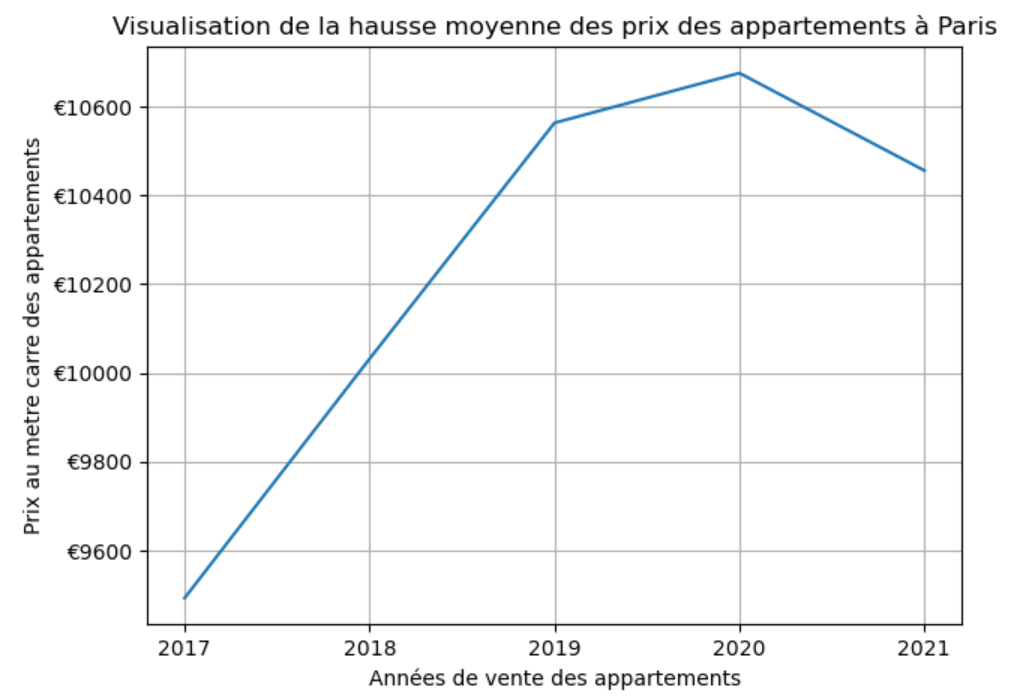 Visualisation de la hausse moyenne des prix des appartements à Paris
Prix au metre carre des appartements
€10600
€10400
€10200
€10000
€9800
€9600
2017 2018 2019 2020 2021
Années de vente des appartements